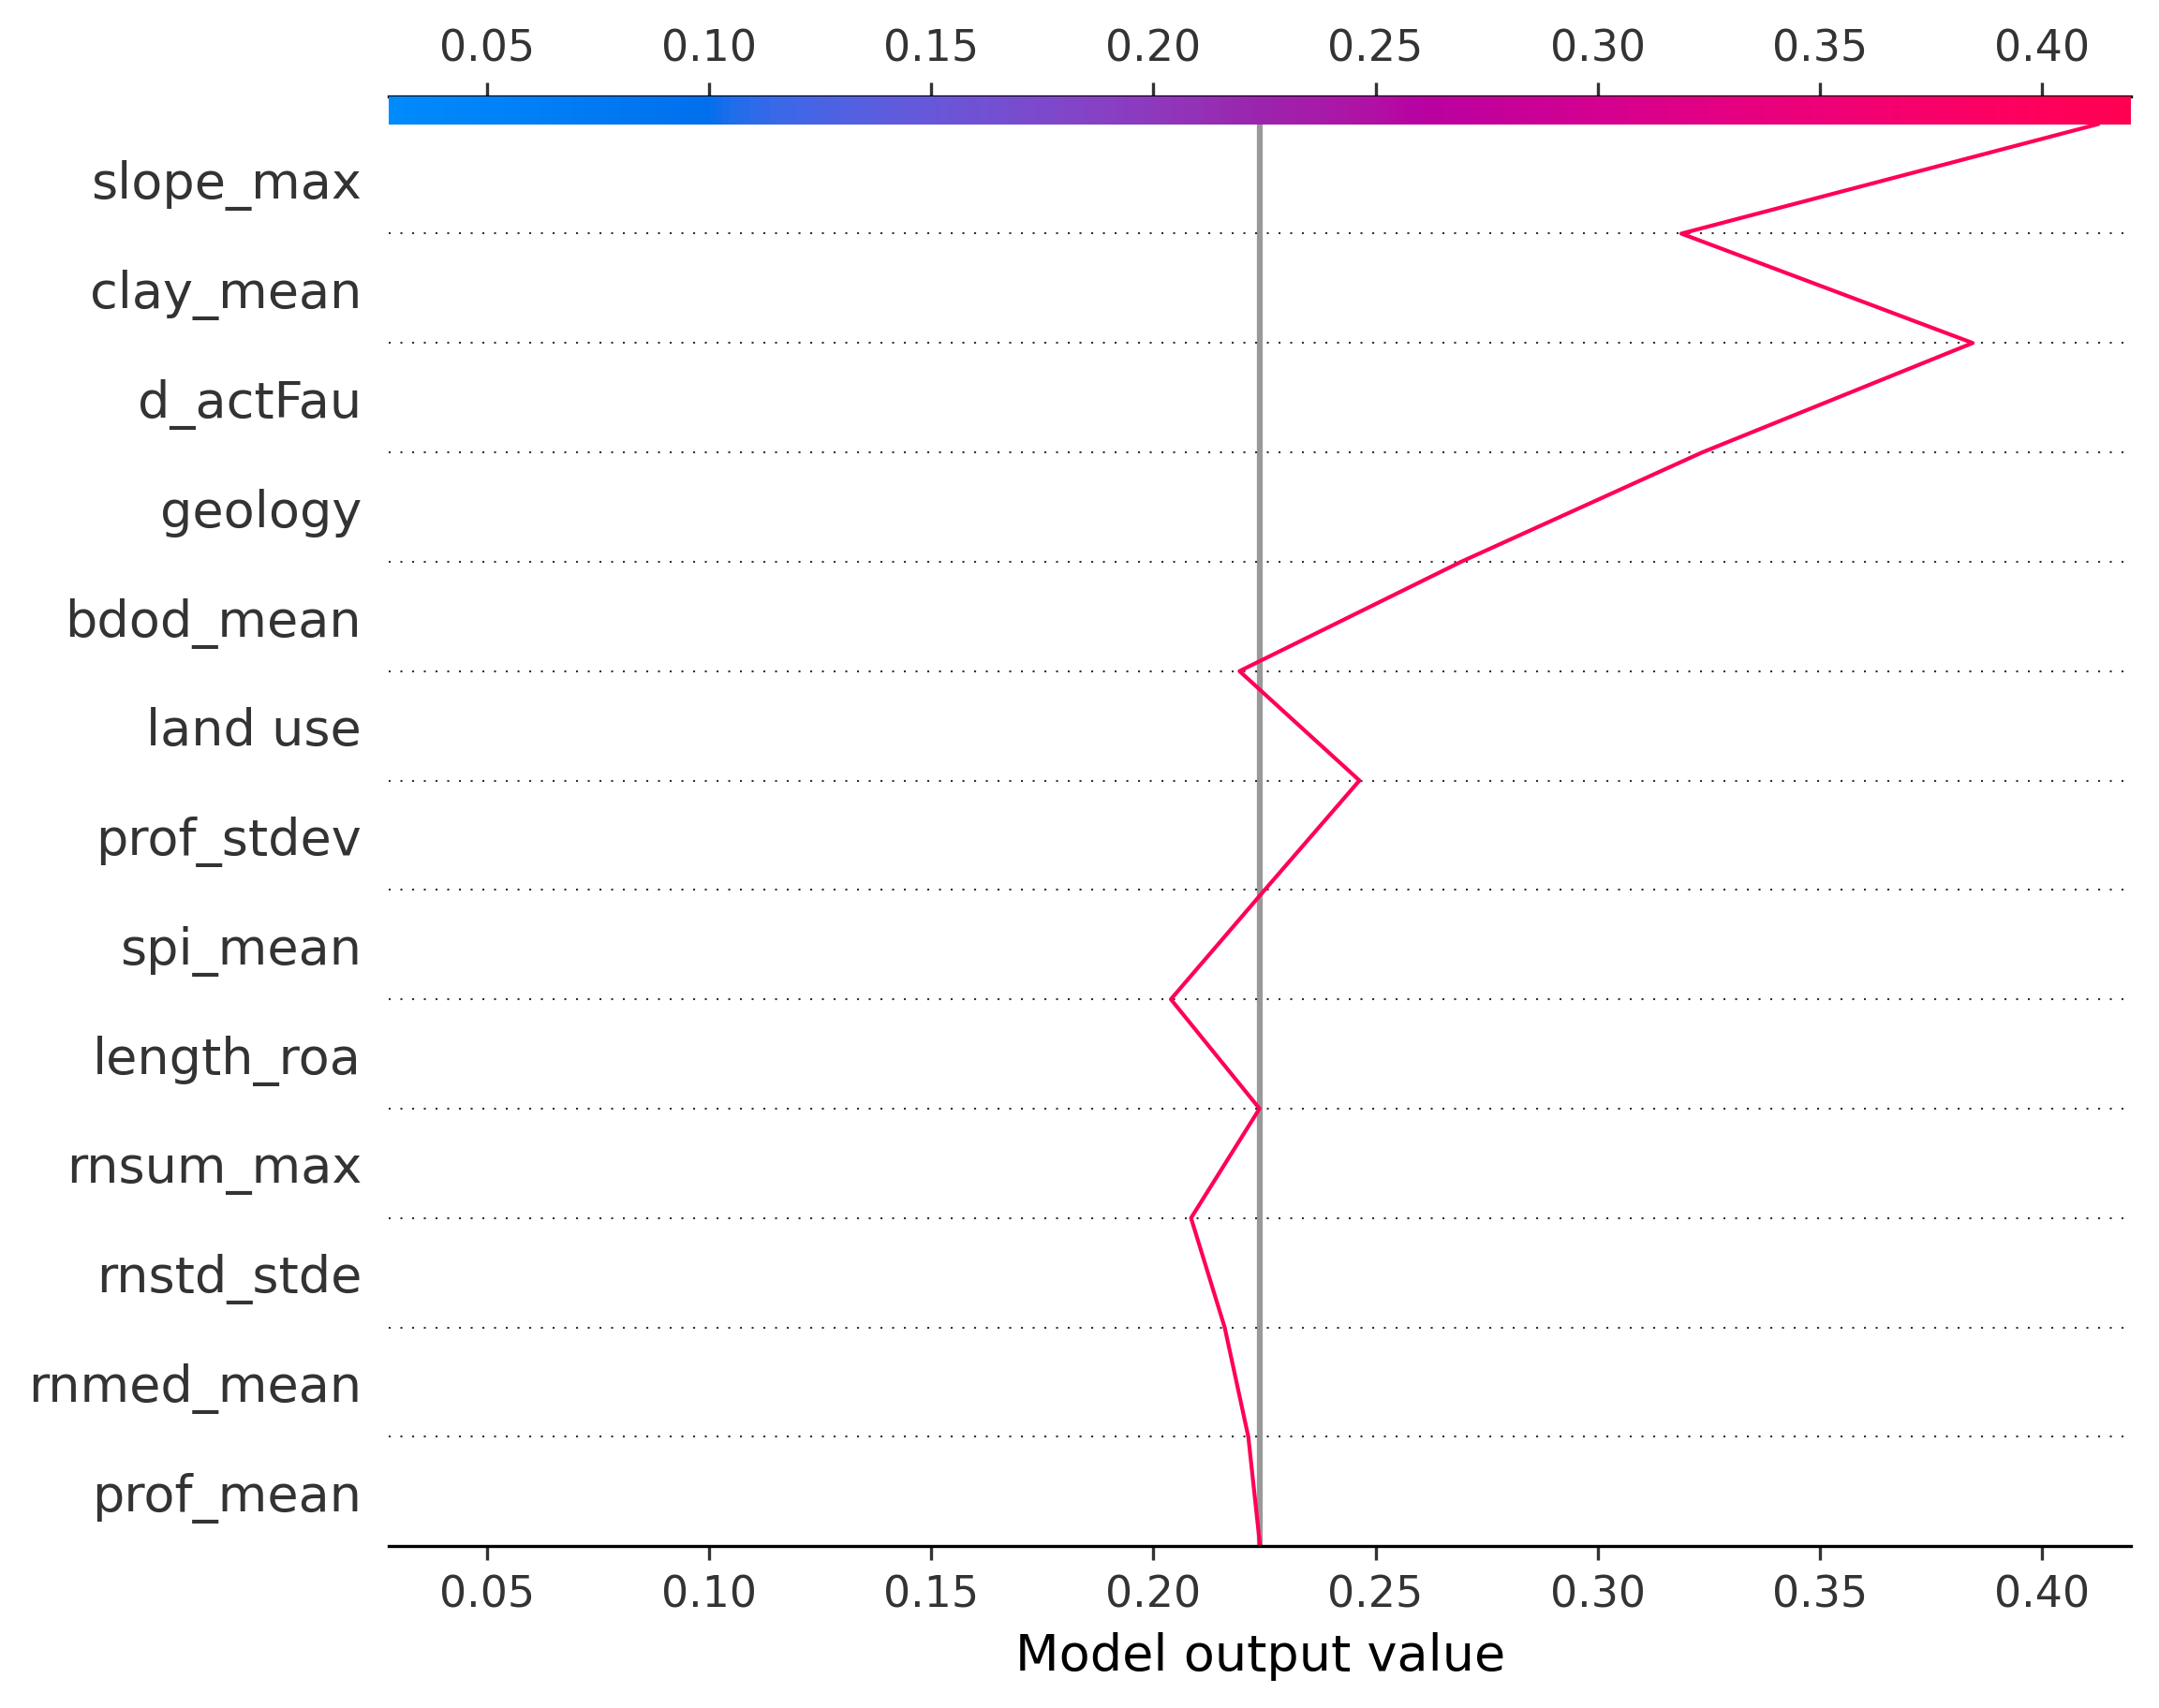 0.05 0.10 0.15 0.20 0.25 0.30 0.35 0.40
slope_max
clay_mean
d_actFau
geology
bdod_mean
land use
prof_stdev
spi_mean
length_roa
rnsum_max
rnstd_stde
rnmed_mean
prof_mean
0.05 0.10 0.15 0.20 0.25 0.30 0.35 0.40
Model output value